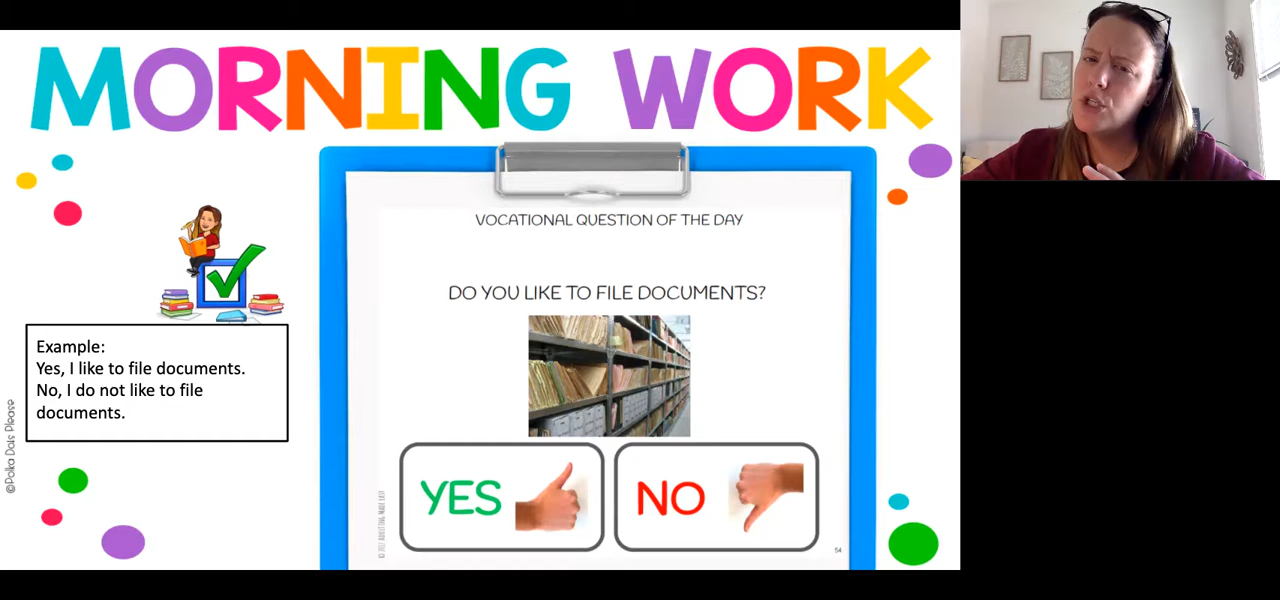 MORNING WORK
VOCATIONAL QUESTION OF THE DAY
DO YOU LIKE TO FILE DOCUMENTS?
Example:
Yes, I like to file documents.
No, I do not like to file
documents.
YES
NO
©Polka Dots Please
54